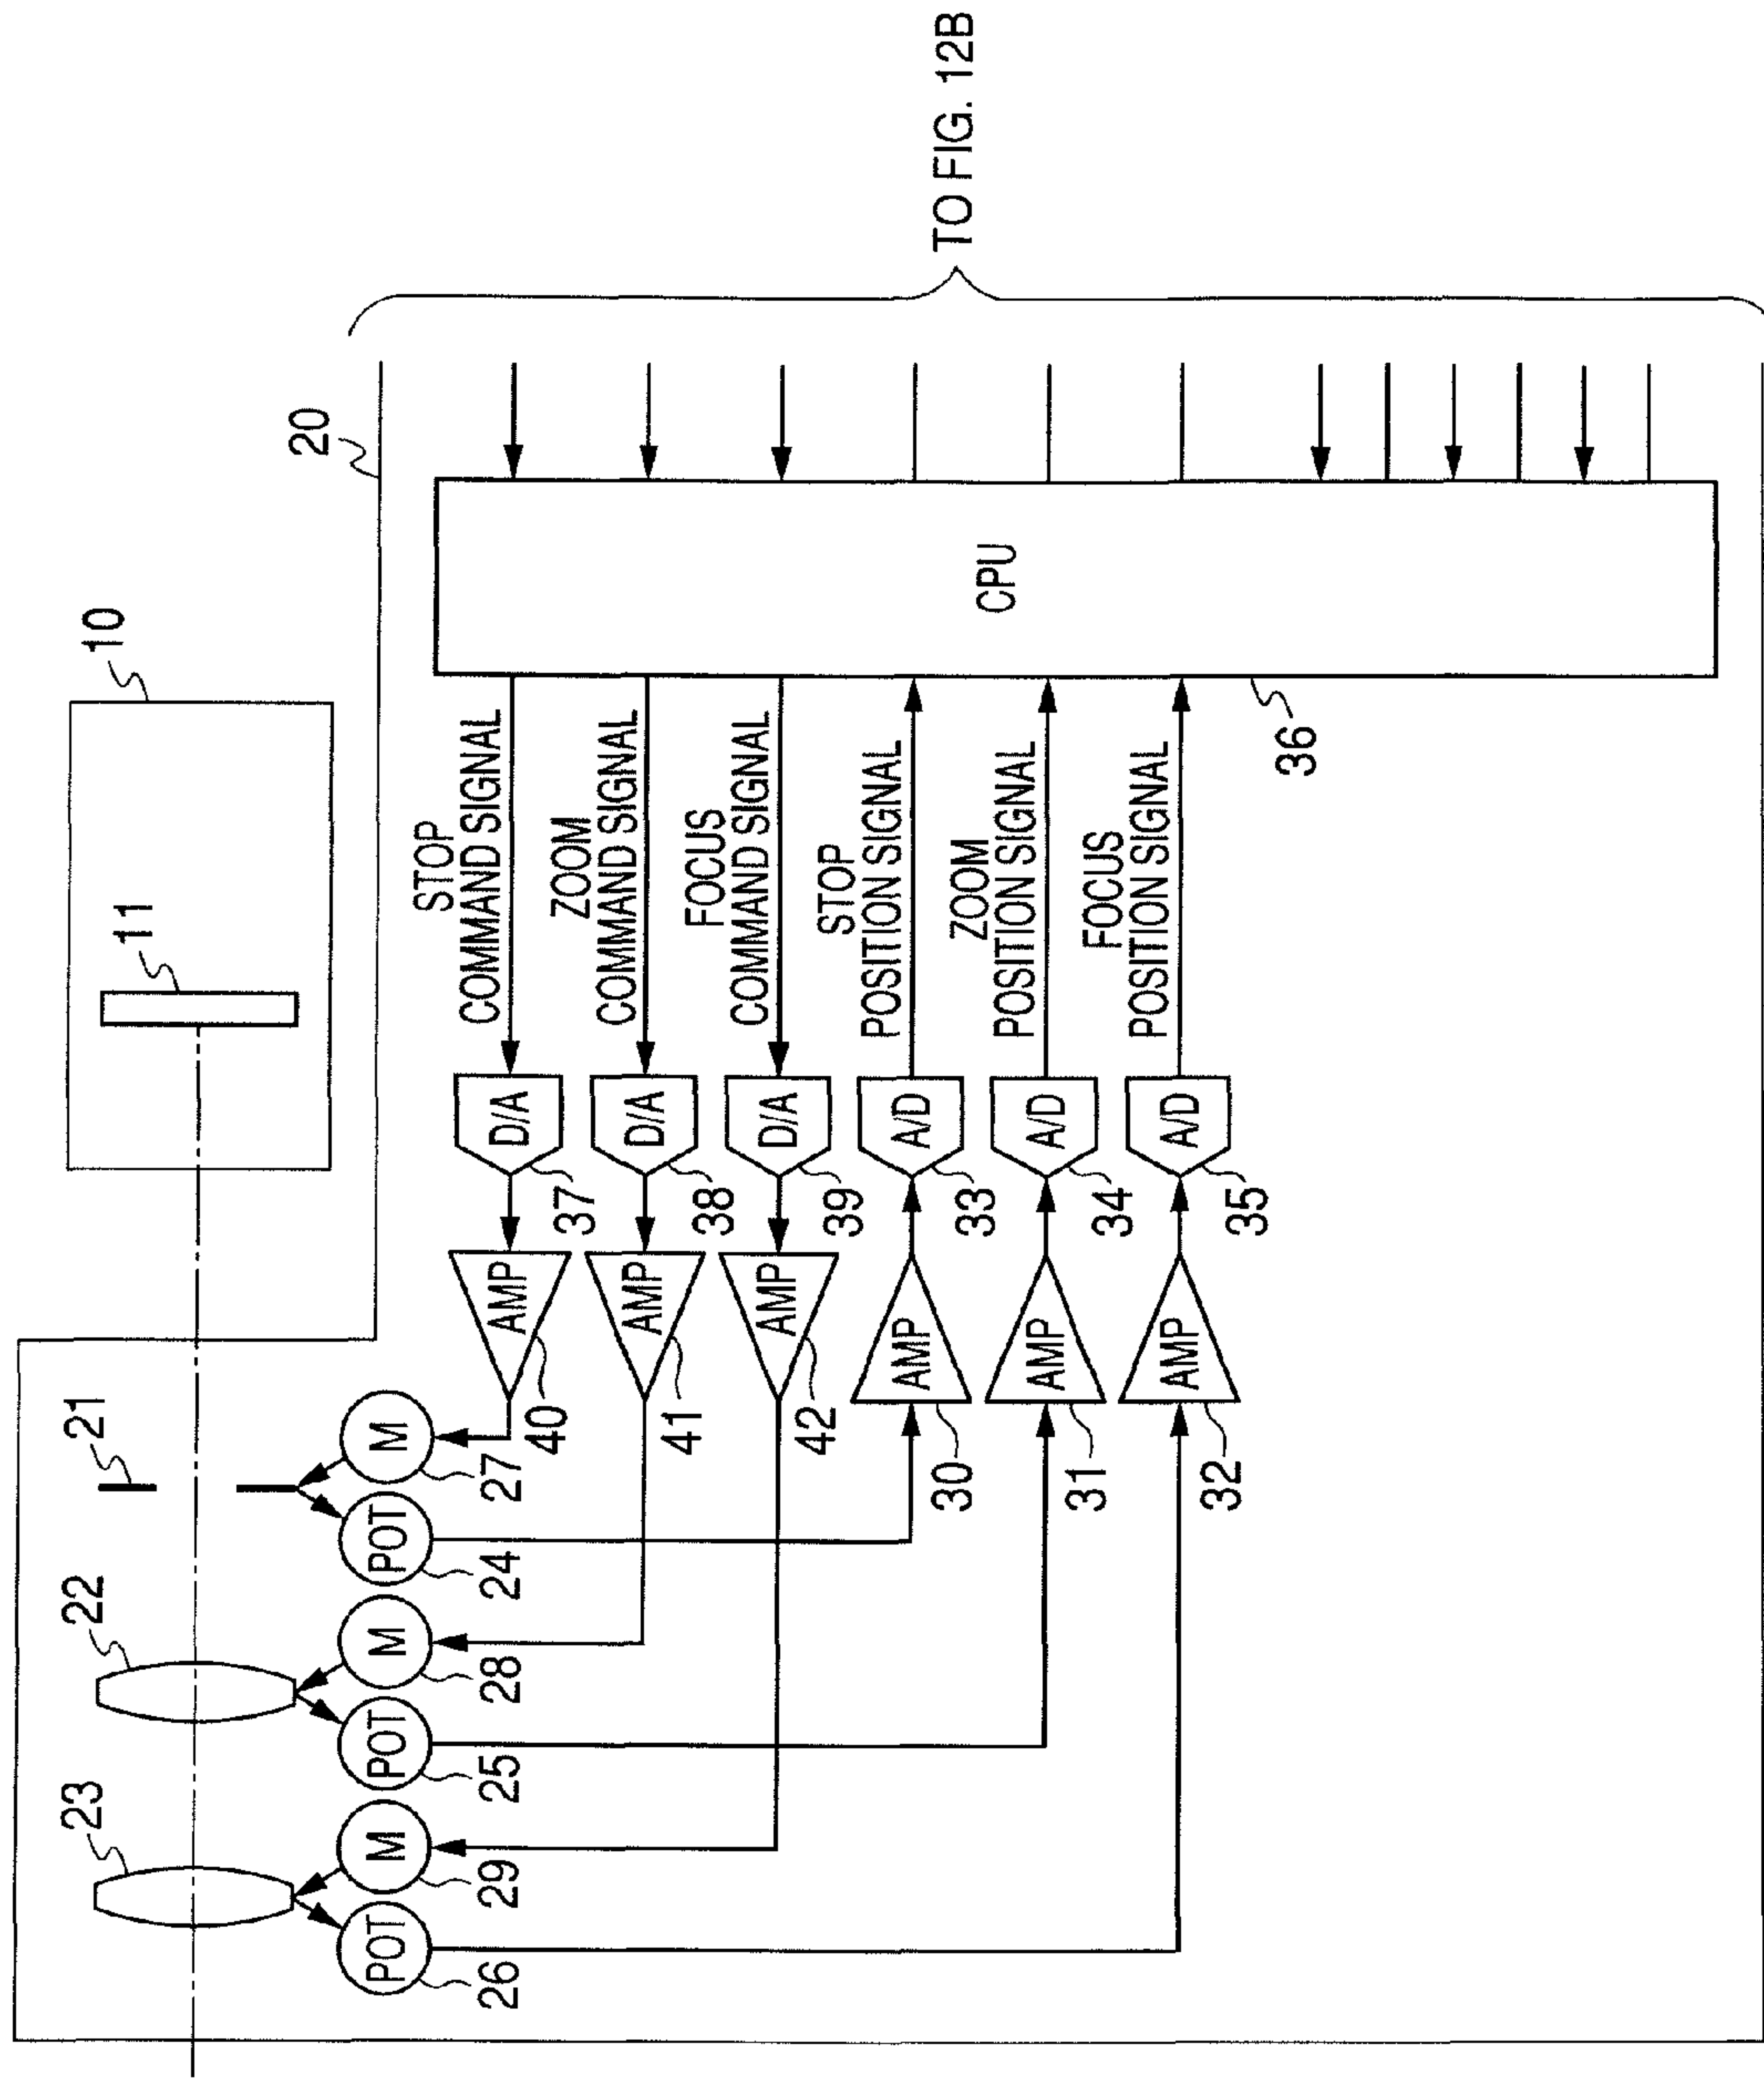 10
11
20
21
22
23
M
27
POT
24
M
28
POT
25
M
29
POT
26
AMP
40
D/A
37
STOP
COMMAND SIGNAL
AMP
41
D/A
38
ZOOM
COMMAND SIGNAL
AMP
42
D/A
39
FOCUS
COMMAND SIGNAL
AMP
30
A/D
33
STOP
POSITION SIGNAL
AMP
31
A/D
34
ZOOM
POSITION SIGNAL
AMP
32
A/D
35
FOCUS
POSITION SIGNAL
CPU
36
TO FIG. 12B